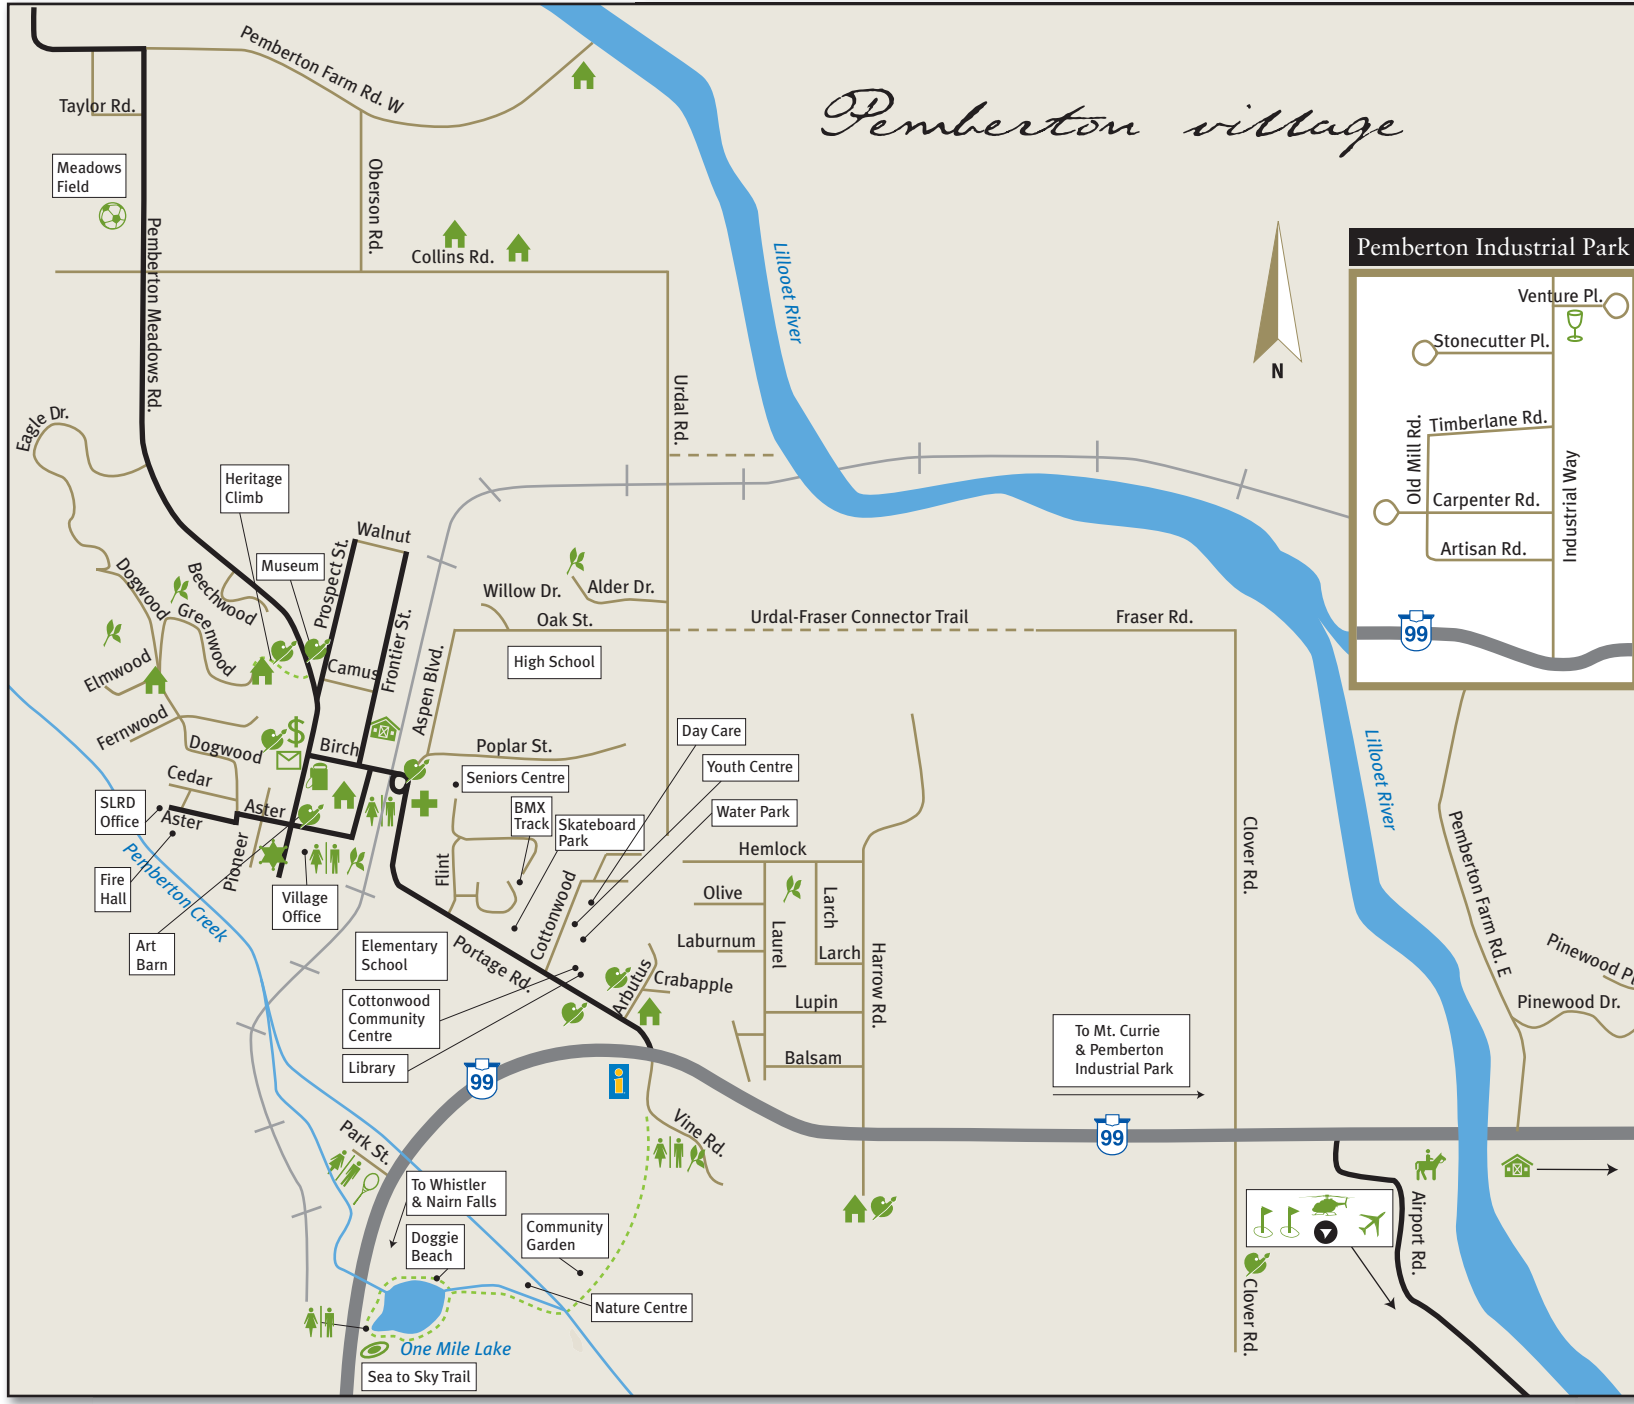 Pemberton village
Pemberton Farm Rd. W
Taylor Rd.
Meadows
Field
Oberson Rd.
Collins Rd.
Pemberton Meadows Rd.
Lillooet River
Urdal Rd.
N
Pemberton Industrial Park
Venture Pl.
Stonecutter Pl.
Timberlane Rd.
Old Mill Rd.
Carpenter Rd.
Artisan Rd.
Industrial Way
99
Eagle Dr.
Heritage
Climb
Museum
Walnut
Prospect St.
Frontier St.
Camus
Dogwood
Beechwood
Greenwood
Elmwood
Fernwood
Dogwood
Cedar
Birch
Aster
Aster
Pioneer
SLRD
Office
Fire
Hall
Art
Barn
Village
Office
Pemberton Creek
Willow Dr.
Alder Dr.
Oak St.
High School
Aspen Blvd.
Urdal-Fraser Connector Trail
Fraser Rd.
Poplar St.
Seniors Centre
BMX
Track
Skateboard
Park
Day Care
Youth Centre
Water Park
Flint
Cottonwood
Portage Rd.
Elementary
School
Cottonwood
Community
Centre
Library
Arbutus
Crabapple
Hemlock
Olive
Laburnum
Laurel
Larch
Larch
Lupin
Balsam
Harrow Rd.
Clover Rd.
Lillooet River
Pemberton Farm Rd. E
Pinewood Pl
Pinewood Dr.
To Mt. Currie
& Pemberton
Industrial Park
99
99
i
Vine Rd.
Park St.
To Whistler
& Nairn Falls
Doggie
Beach
Community
Garden
Nature Centre
One Mile Lake
Sea to Sky Trail
Airport Rd.
Clover Rd.